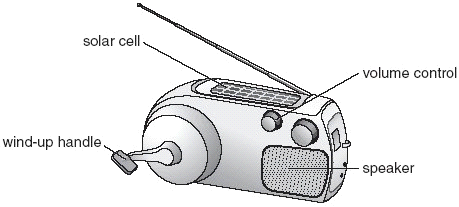 solar cell
volume control
wind-up handle
speaker